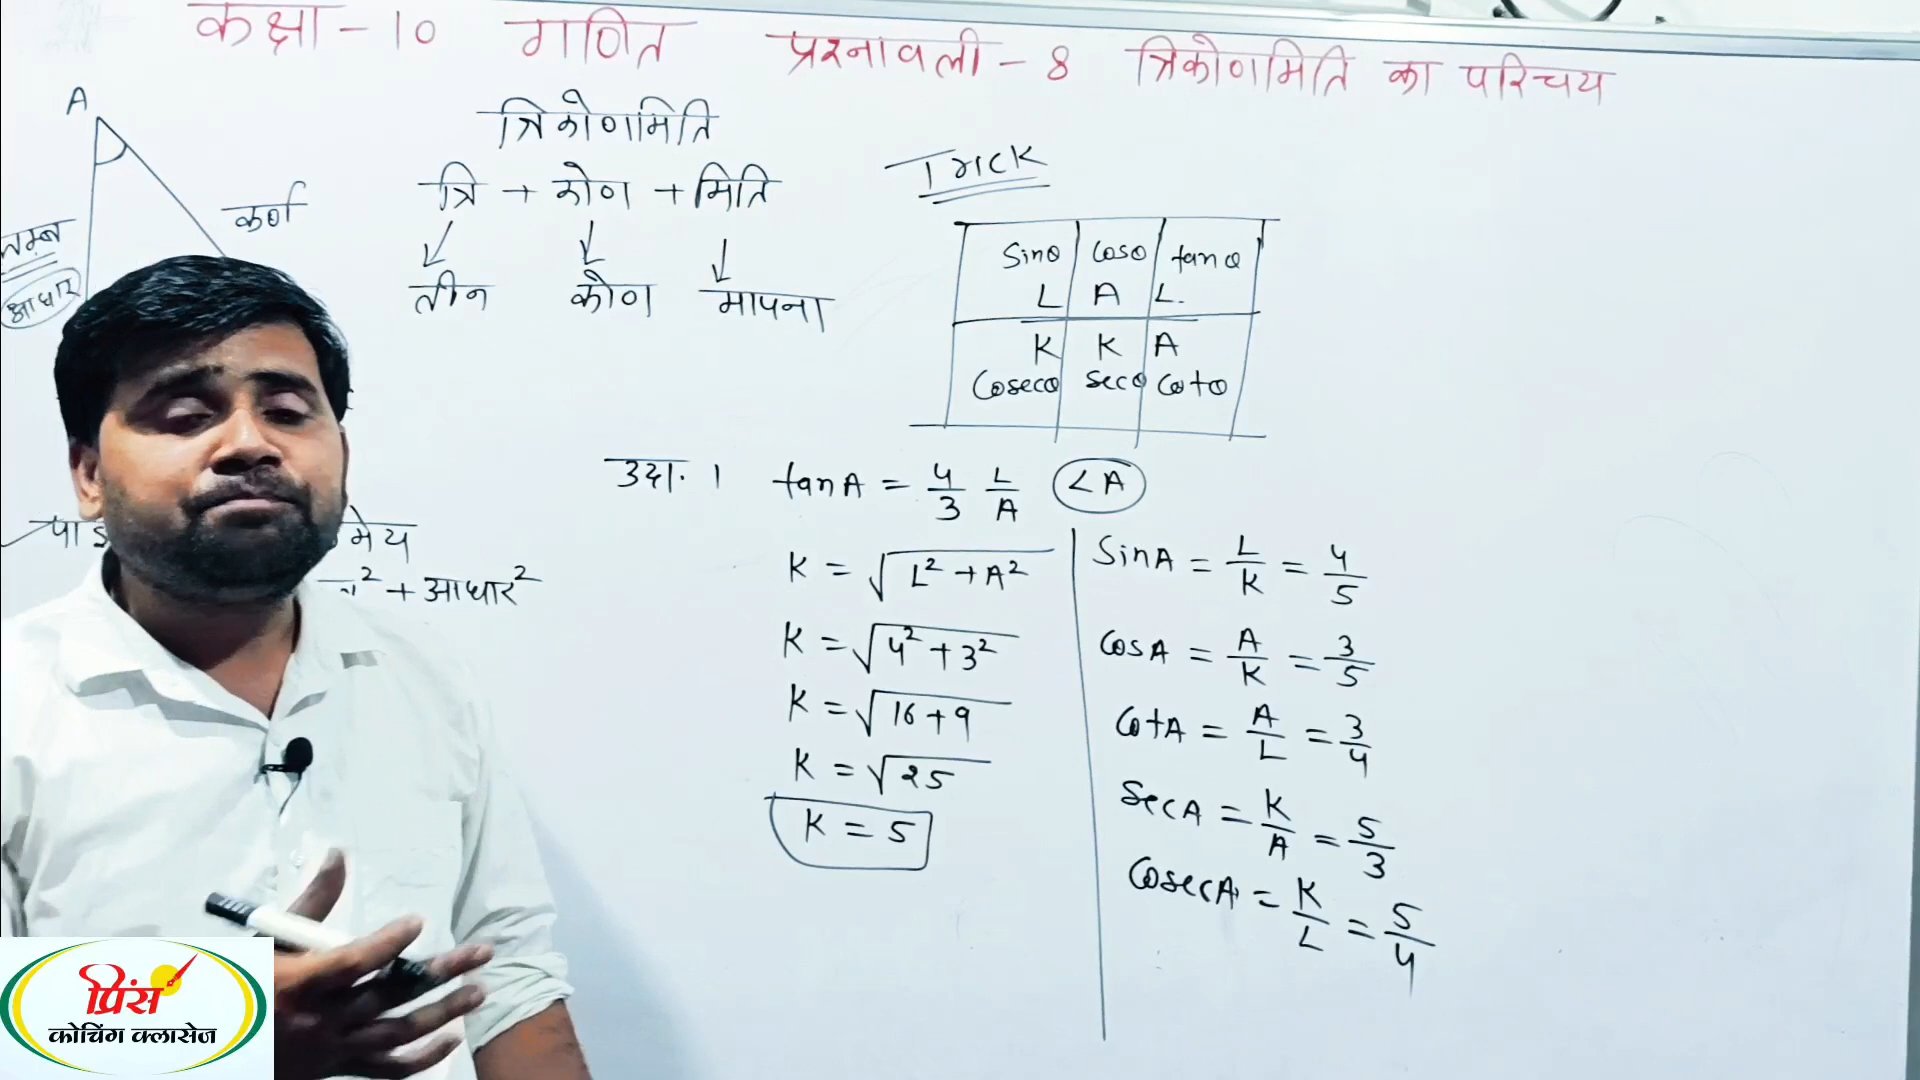 कक्षा - 10 गणित प्रश्नावली - 8 त्रिकोणमिति का परिचय
A
कर्ण
लम्ब
आधार
त्रिकोणमिति
त्रि + कोण + मिति
तीन कोण मापना
Trick
Sinθ Cosθ tanθ
L A L.
K K A
Cosecθ Secθ Cotθ
उदा. 1 tanA = 4/3 L/A ∠A
K = √L² + A²
K = √4² + 3²
K = √16 + 9
K = √25
K = 5
SinA = L/K = 4/5
CosA = A/K = 3/5
CotA = A/L = 3/4
SecA = K/A = 5/3
CosecA = K/L = 5/4
मेय
² + आधार²
प्रिंस
कोचिंग क्लासेज